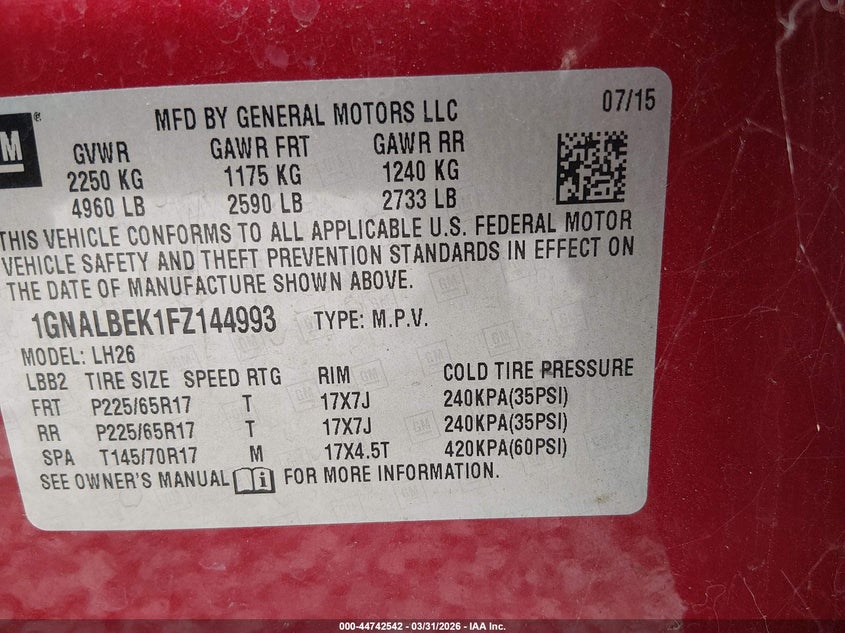 GM ®
MFD BY GENERAL MOTORS LLC 07/15
GVWR GAWR FRT GAWR RR
2250 KG 1175 KG 1240 KG
4960 LB 2590 LB 2733 LB
THIS VEHICLE CONFORMS TO ALL APPLICABLE U.S. FEDERAL MOTOR
VEHICLE SAFETY AND THEFT PREVENTION STANDARDS IN EFFECT ON
THE DATE OF MANUFACTURE SHOWN ABOVE.
1GNALBEK1FZ144993 TYPE: M.P.V.
MODEL: LH26
LBB2 TIRE SIZE SPEED RTG RIM COLD TIRE PRESSURE
FRT P225/65R17 T 17X7J 240KPA(35PSI)
RR P225/65R17 T 17X7J 240KPA(35PSI)
SPA T145/70R17 M 17X4.5T 420KPA(60PSI)
SEE OWNER'S MANUAL FOR MORE INFORMATION.
000-44742542 – 03/31/2026 – IAA Inc.